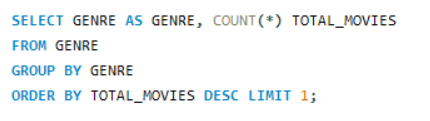 SELECT GENRE AS GENRE, COUNT(*) TOTAL_MOVIES
FROM GENRE
GROUP BY GENRE
ORDER BY TOTAL_MOVIES DESC LIMIT 1;